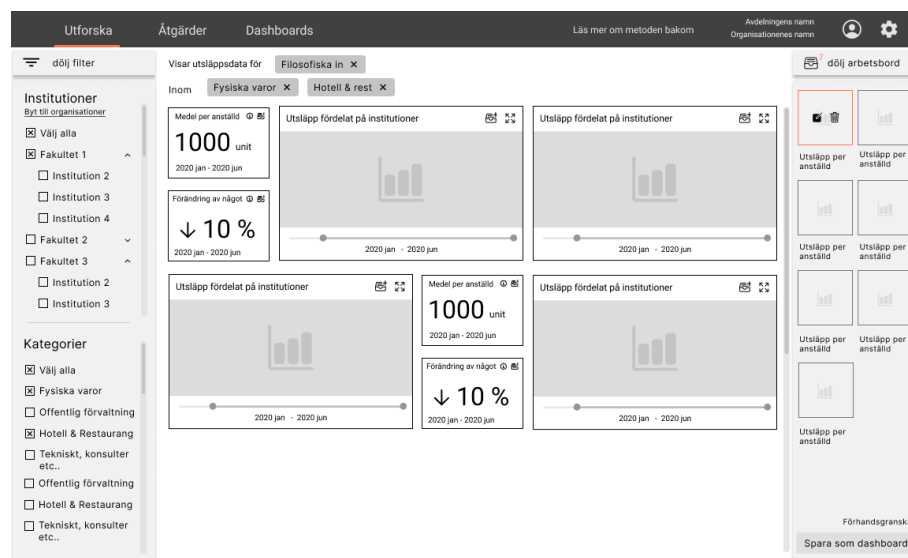 Utforska
Åtgärder
Dashboards
Läs mer om metoden bakom
Avdelningens namn
Organisationenes namn
dölj filter
Institutioner
Byt till organisationer
Välj alla
Fakultet 1
Institution 2
Institution 3
Institution 4
Fakultet 2
Fakultet 3
Institution 2
Institution 3
Kategorier
Välj alla
Fysiska varor
Offentlig förvaltning
Hotell & Restaurang
Tekniskt, konsulter
etc..
Offentlig förvaltning
Hotell & Restaurang
Tekniskt, konsulter
etc..
Visar utsläppsdata för
Filosofiska in
Inom
Fysiska varor
Hotell & rest
Medel per anställd
1000 unit
2020 jan - 2020 jun
Förändring av något
10 %
2020 jan - 2020 jun
Utsläpp fördelat på institutioner
2020 jan - 2020 jun
Utsläpp fördelat på institutioner
2020 jan - 2020 jun
Utsläpp fördelat på institutioner
2020 jan - 2020 jun
Medel per anställd
1000 unit
2020 jan - 2020 jun
Förändring av något
10 %
2020 jan - 2020 jun
Utsläpp fördelat på institutioner
2020 jan - 2020 jun
7
dölj arbetsbord
Utsläpp per
anställd
Utsläpp per
anställd
Utsläpp per
anställd
Utsläpp per
anställd
Utsläpp per
anställd
Utsläpp per
anställd
Utsläpp per
anställd
Förhandsgransk
Spara som dashboard